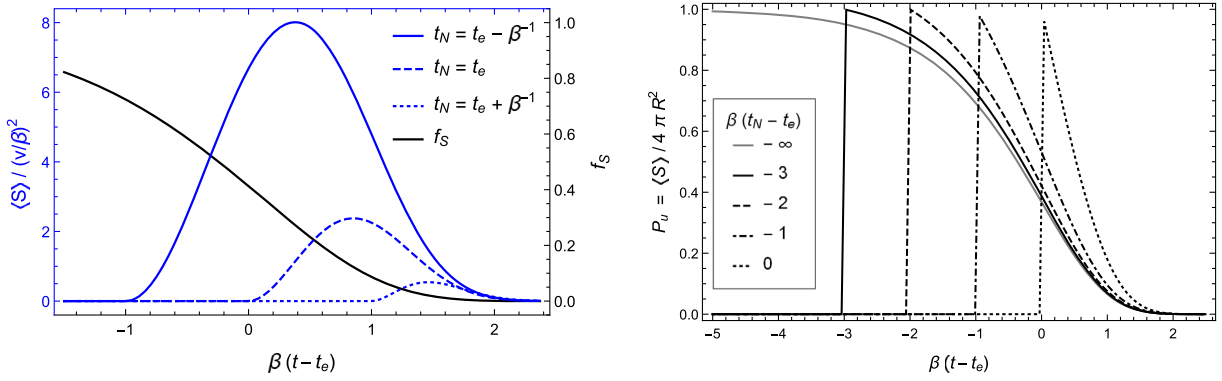 8
6
4
2
0
⟨S⟩ / (v/β)²
t_N = t_e − β⁻¹
t_N = t_e
t_N = t_e + β⁻¹
f_S
1.0
0.8
0.6
0.4
0.2
0.0
f_S
−1 0 1 2
β (t − t_e)
1.0
0.8
0.6
0.4
0.2
0.0
P_u = ⟨S⟩ / 4 π R²
β (t_N − t_e)
− ∞
− 3
− 2
− 1
0
−5 −4 −3 −2 −1 0 1 2
β (t − t_e)